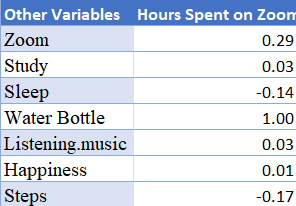 Other Variables Hours Spent on Zoom
Zoom 0.29
Study 0.03
Sleep -0.14
Water Bottle 1.00
Listening.music 0.03
Happiness 0.01
Steps -0.17